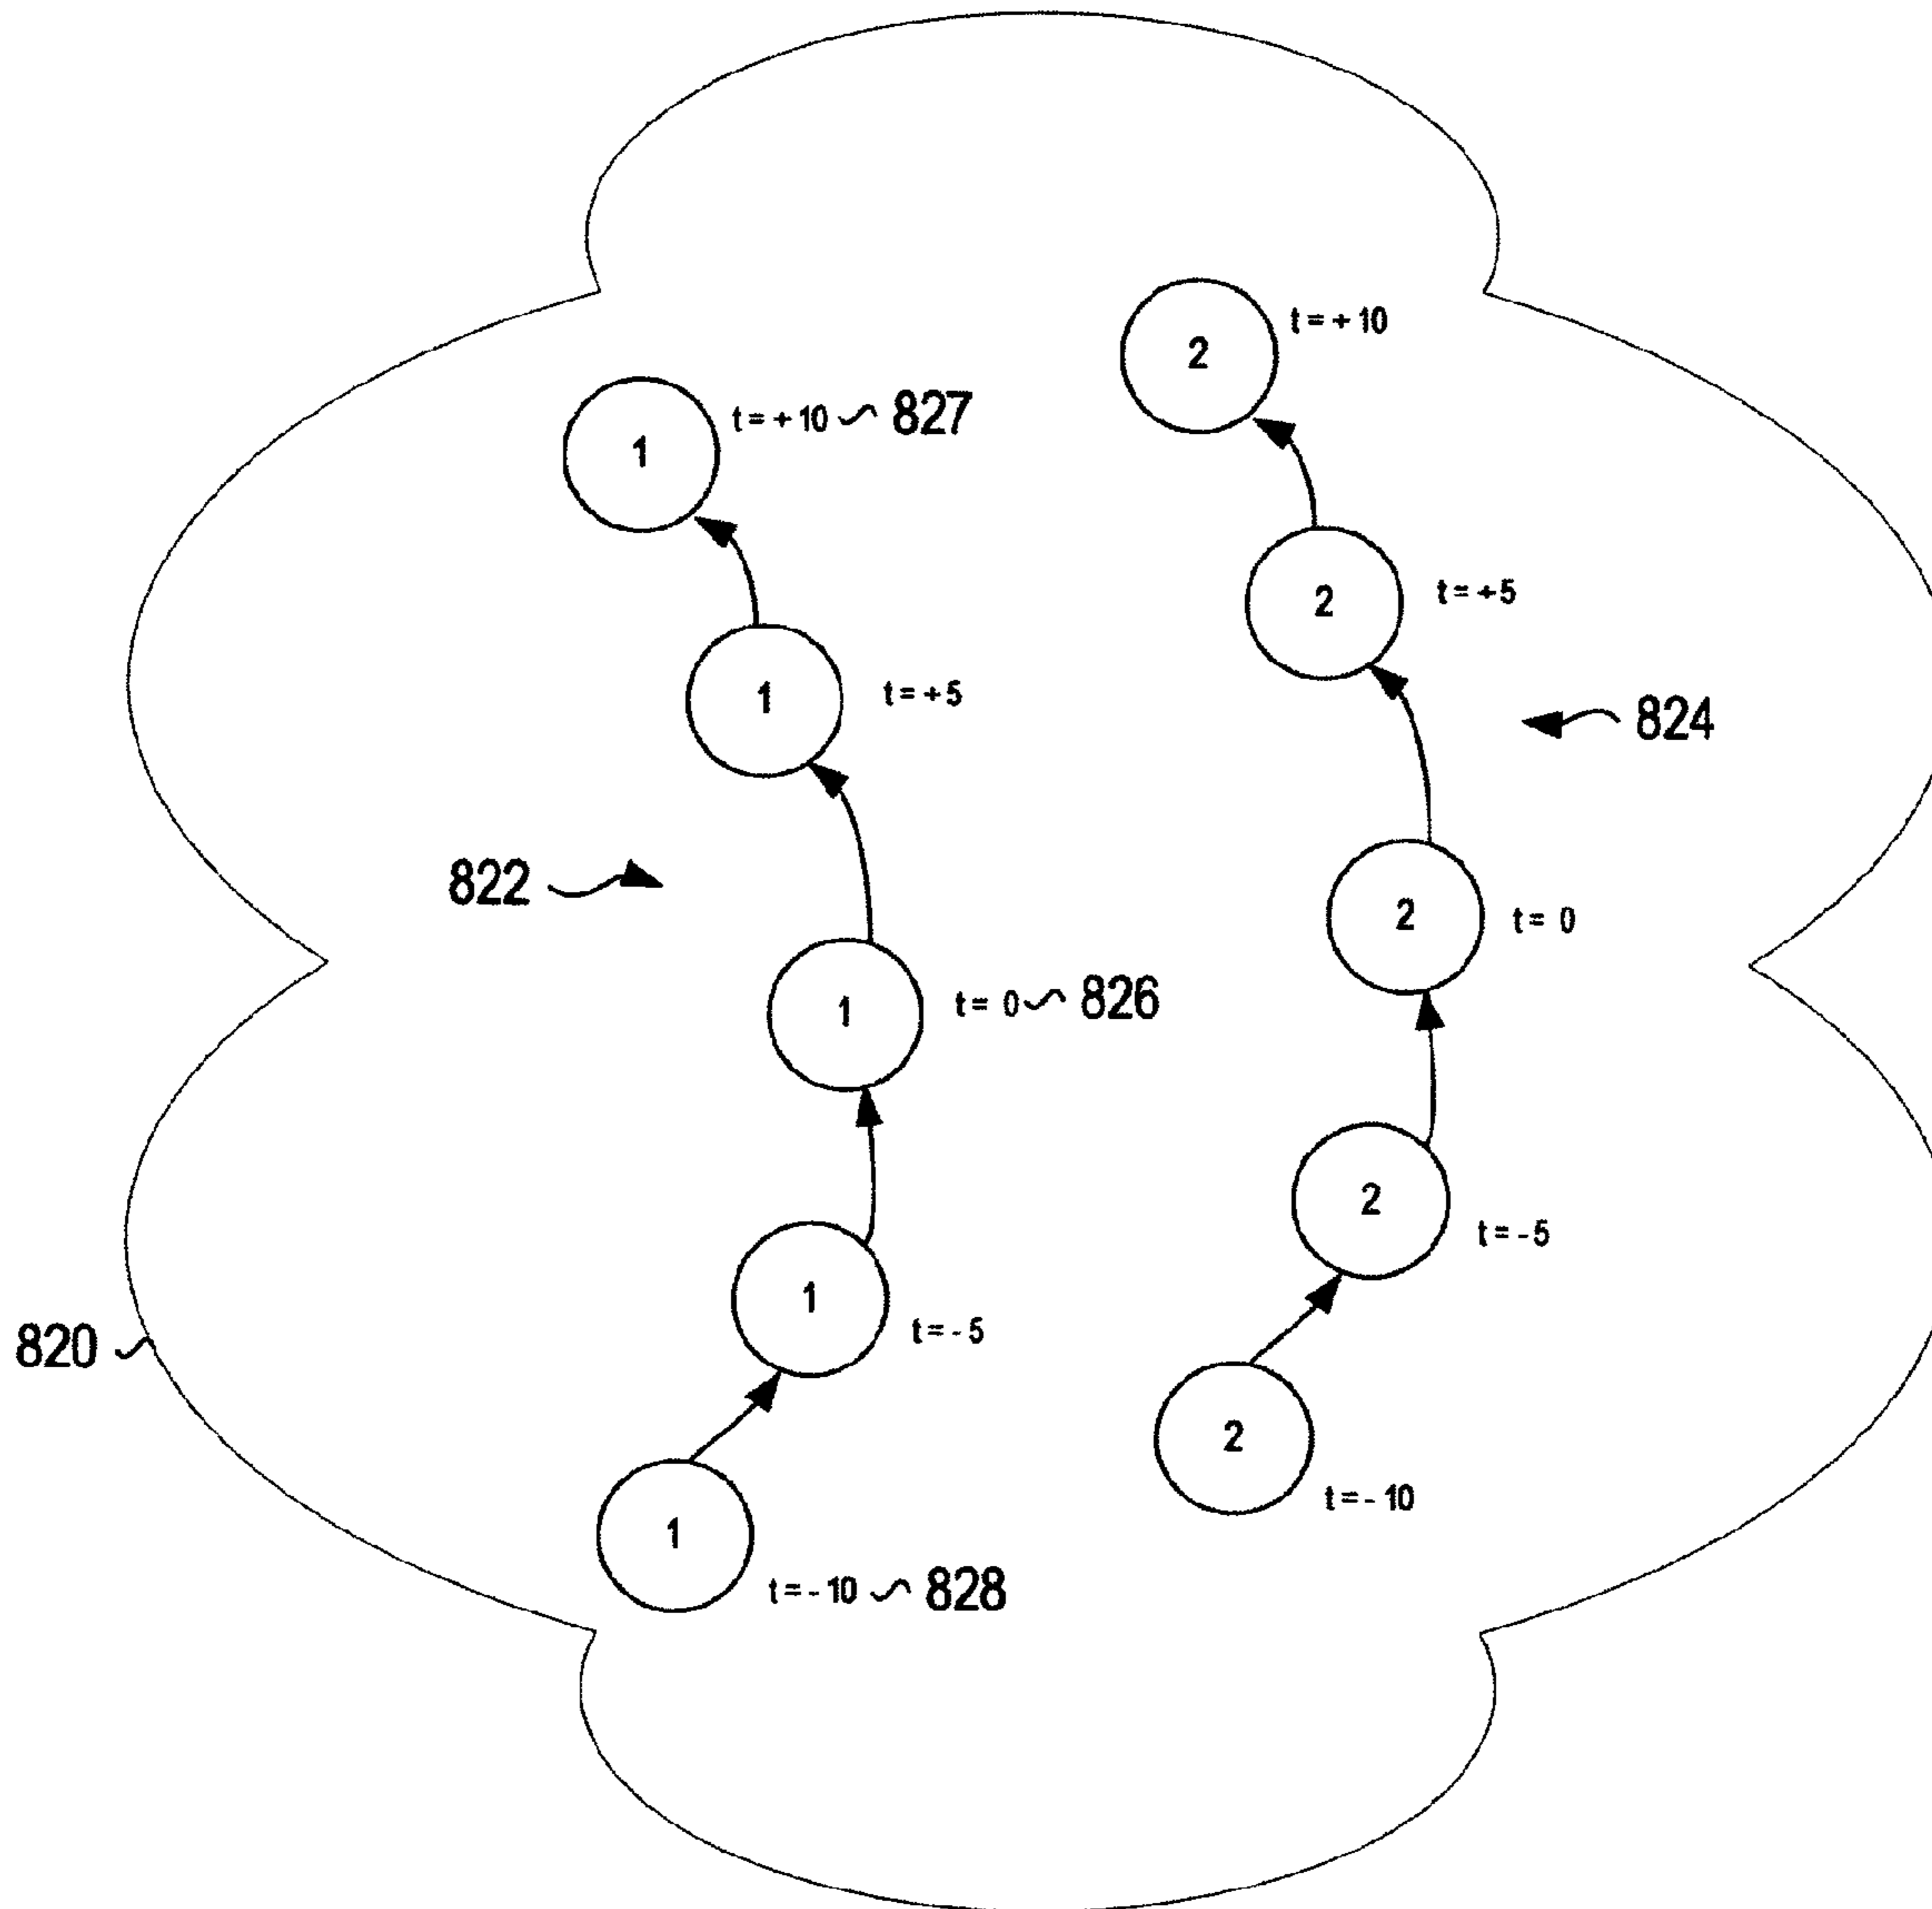 2
t = + 10
1
t = + 10
827
2
t = +5
1
t = +5
824
822
2
t = 0
1
t = 0
826
2
t = - 5
1
t = - 5
820
2
t = - 10
1
t = - 10
828